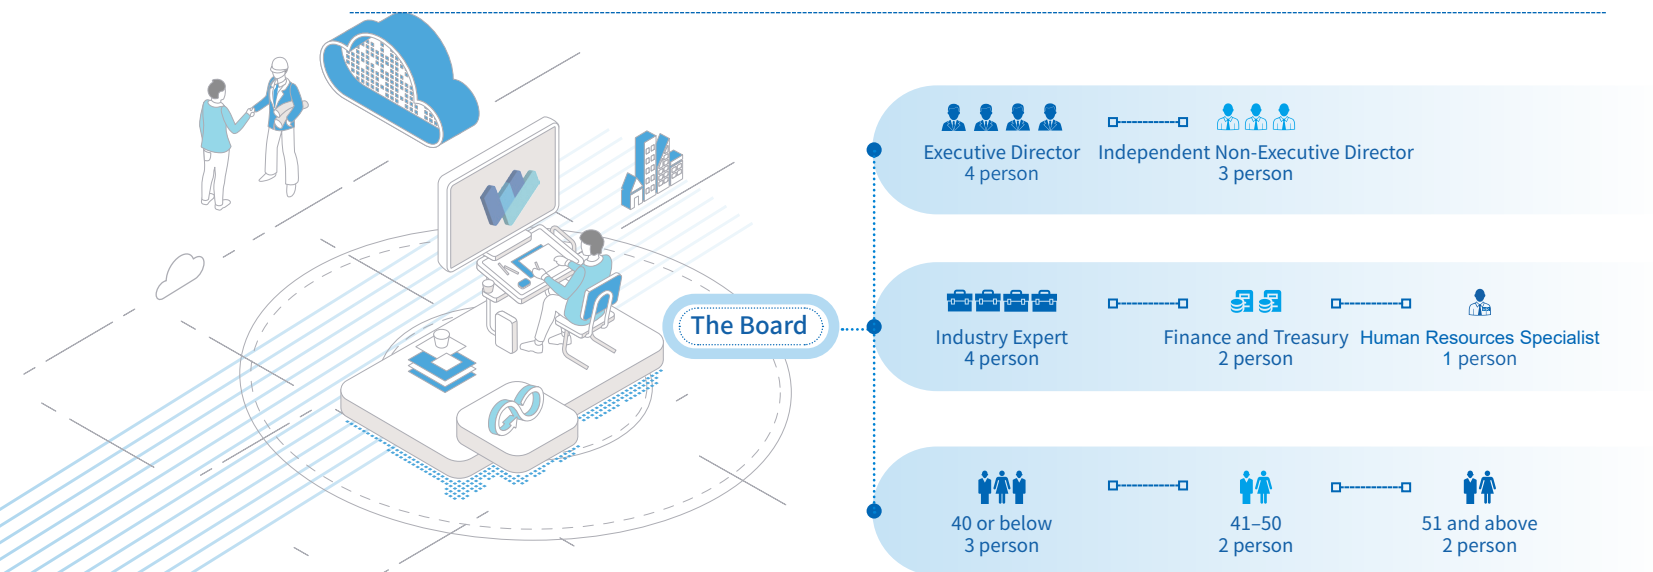 The Board
Executive Director
4 person
Independent Non-Executive Director
3 person
Industry Expert
4 person
Finance and Treasury
2 person
Human Resources Specialist
1 person
40 or below
3 person
41–50
2 person
51 and above
2 person